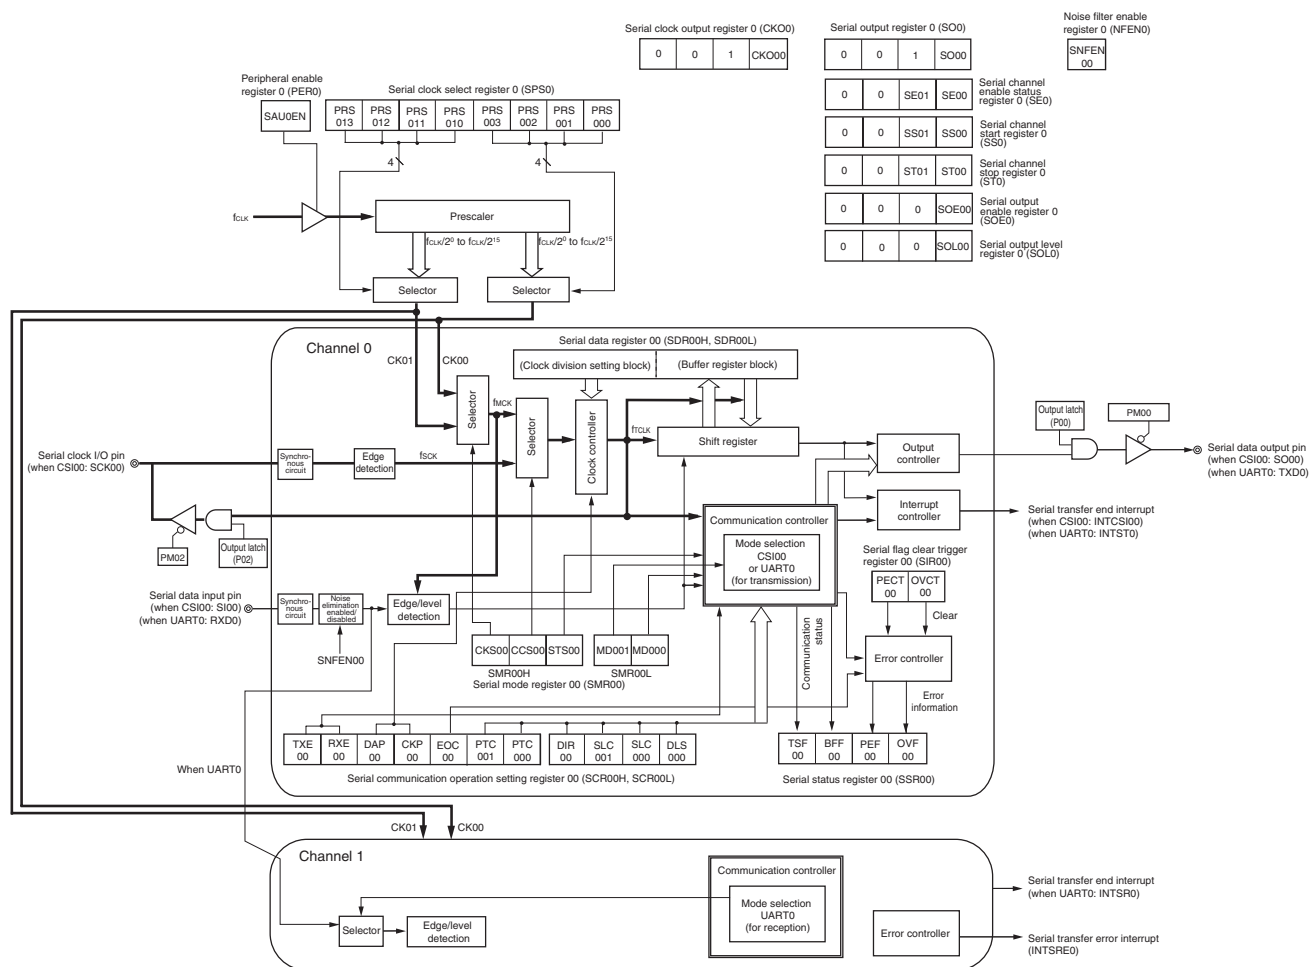 Serial clock output register 0 (CKO0)
0 0 1 CKO00
Serial output register 0 (SO0)
0 0 1 SO00
Noise filter enable
register 0 (NFEN0)
SNFEN
00
0 0 SE01 SE00
Serial channel
enable status
register 0 (SE0)
0 0 SS01 SS00
Serial channel
start register 0
(SS0)
0 0 ST01 ST00
Serial channel
stop register 0
(ST0)
0 0 0 SOE00
Serial output
enable register 0
(SOE0)
0 0 0 SOL00
Serial output level
register 0 (SOL0)
Peripheral enable
register 0 (PER0)
SAU0EN
Serial clock select register 0 (SPS0)
PRS PRS PRS PRS PRS PRS PRS PRS
013 012 011 010 003 002 001 000
4
4
fCLK
Prescaler
fCLK/2⁰ to fCLK/2¹⁵
fCLK/2⁰ to fCLK/2¹⁵
Selector
Selector
Channel 0
CK01
CK00
Serial data register 00 (SDR00H, SDR00L)
(Clock division setting block)
(Buffer register block)
Selector
fMCK
Selector
Clock controller
fTCLK
Shift register
Output
controller
Output latch
(P00)
PM00
Serial data output pin
(when CSI00: SO00)
(when UART0: TXD0)
Serial clock I/O pin
(when CSI00: SCK00)
Synchro-
nous
circuit
Edge
detection
fSCK
Communication controller
Mode selection
CSI00
or UART0
(for transmission)
Interrupt
controller
Serial transfer end interrupt
(when CSI00: INTCSI00)
(when UART0: INTST0)
PM02
Output latch
(P02)
Serial flag clear trigger
register 00 (SIR00)
PECT OVCT
00 00
Clear
Serial data input pin
(when CSI00: SI00)
(when UART0: RXD0)
Synchro-
nous
circuit
Noise
elimination
enabled/
disabled
Edge/level
detection
SNFEN00
CKS00 CCS00 STS00
SMR00H
MD001 MD000
SMR00L
Serial mode register 00 (SMR00)
Communication
status
Error controller
Error
information
TXE RXE DAP CKP EOC PTC PTC
00 00 00 00 00 001 000
DIR SLC SLC DLS
00 001 000 000
Serial communication operation setting register 00 (SCR00H, SCR00L)
TSF BFF PEF OVF
00 00 00 00
Serial status register 00 (SSR00)
When UART0
CK01
CK00
Channel 1
Communication controller
Mode selection
UART0
(for reception)
Selector
Edge/level
detection
Error controller
Serial transfer end interrupt
(when UART0: INTSR0)
Serial transfer error interrupt
(INTSRE0)